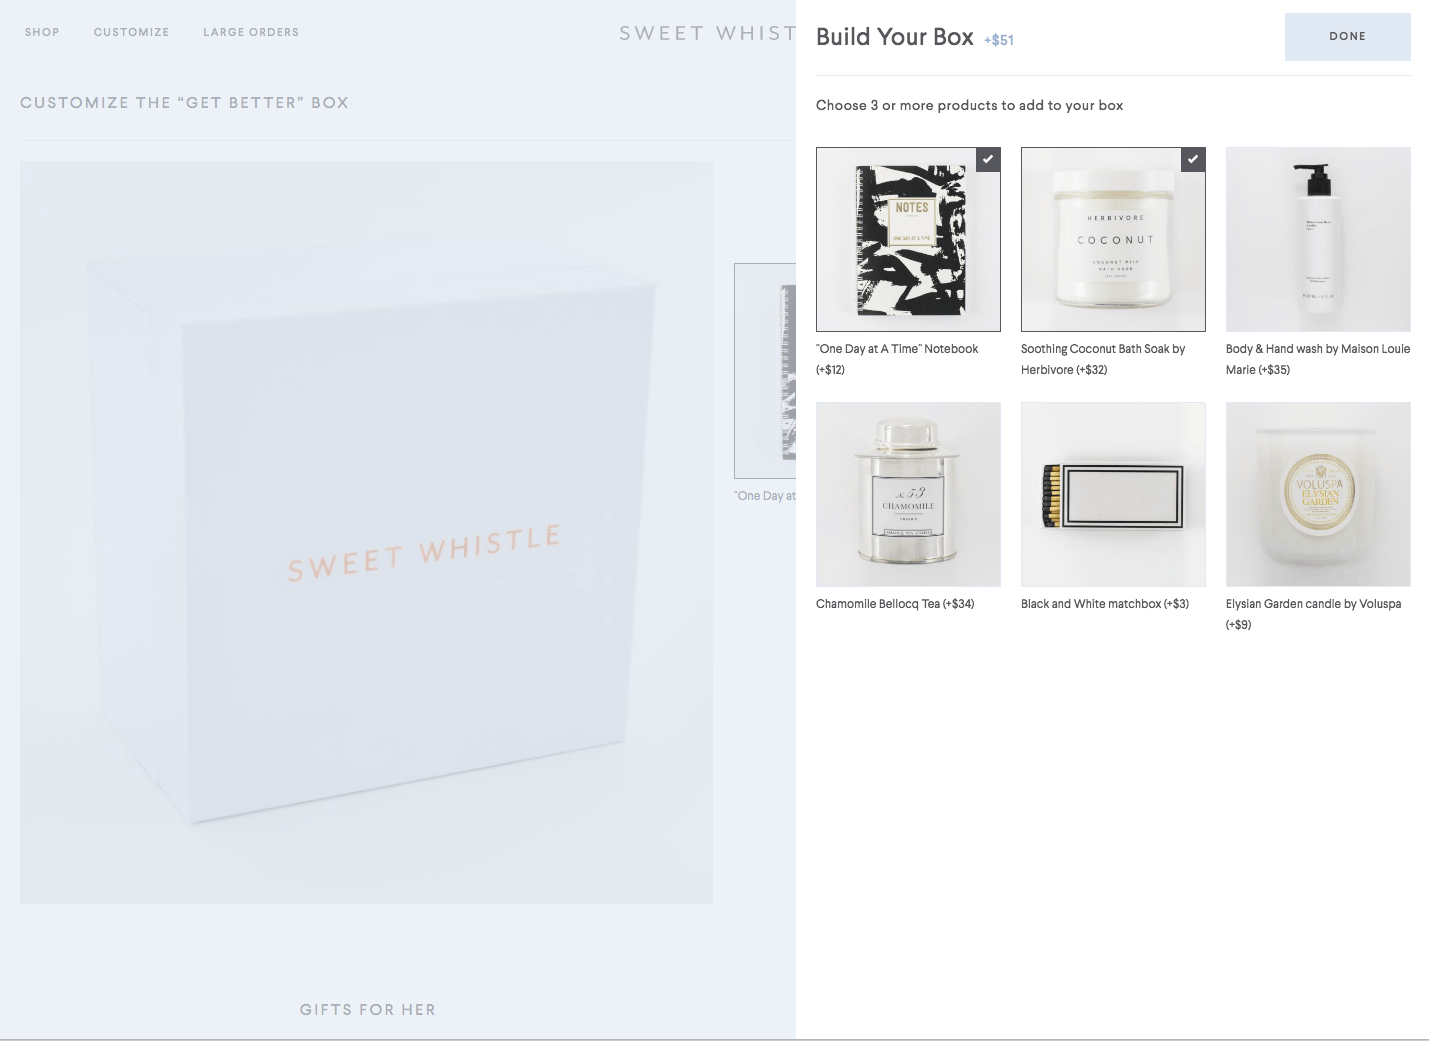 SHOP
CUSTOMIZE
LARGE ORDERS
SWEET WHIST
CUSTOMIZE THE “GET BETTER” BOX
SWEET WHISTLE
"One Day at
GIFTS FOR HER
Build Your Box +$51
DONE
Choose 3 or more products to add to your box
NOTES
ONE DAY AT A TIME
"One Day at A Time" Notebook
(+$12)
HERBIVORE
COCONUT
COCONUT MILK
BATH SOAK
Soothing Coconut Bath Soak by
Herbivore (+$32)
Body & Hand wash by Maison Louie
Marie (+$35)
CHAMOMILE
Chamomile Bellocq Tea (+$34)
Black and White matchbox (+$3)
VOLUSPA
ELYSIAN
GARDEN
Elysian Garden candle by Voluspa
(+$9)